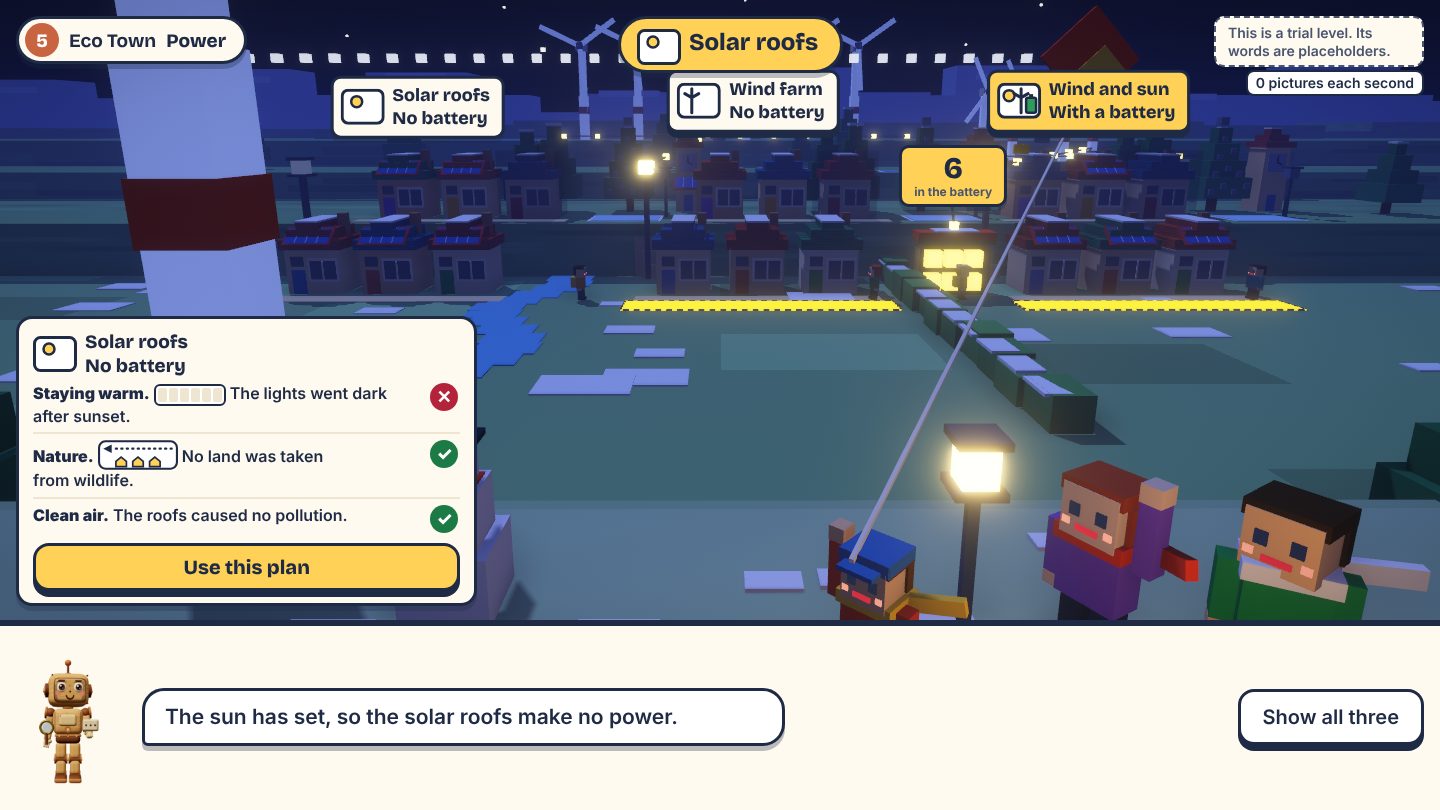 5 Eco Town Power
Solar roofs
This is a trial level. Its
words are placeholders.
0 pictures each second
Solar roofs
No battery
Wind farm
No battery
Wind and sun
With a battery
6
in the battery
Solar roofs
No battery
Staying warm. The lights went dark
after sunset.
Nature. No land was taken
from wildlife.
Clean air. The roofs caused no pollution.
Use this plan
The sun has set, so the solar roofs make no power.
Show all three